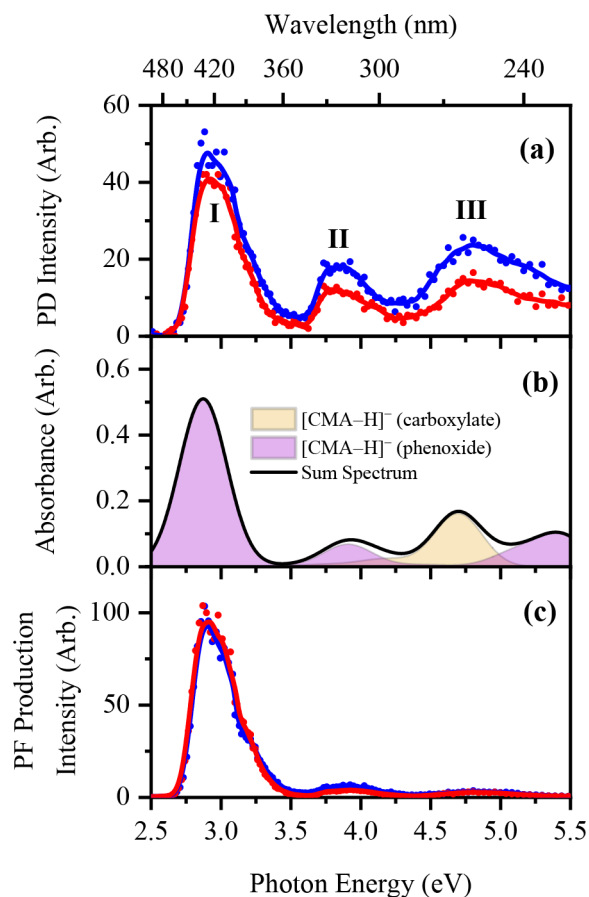 Wavelength (nm)
480 420 360 300 240
60
40
20
0
PD Intensity (Arb.)
(a)
I
II
III
0.6
0.4
0.2
0.0
Absorbance (Arb.)
(b)
[CMA–H]⁻ (carboxylate)
[CMA–H]⁻ (phenoxide)
Sum Spectrum
100
50
0
PF Production
Intensity (Arb.)
(c)
2.5 3.0 3.5 4.0 4.5 5.0 5.5
Photon Energy (eV)